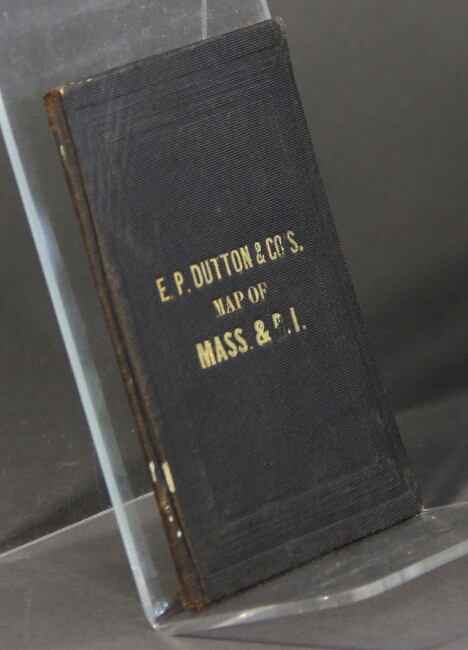 E. P. DUTTON & CO'S.
MAP OF
MASS. & R. I.